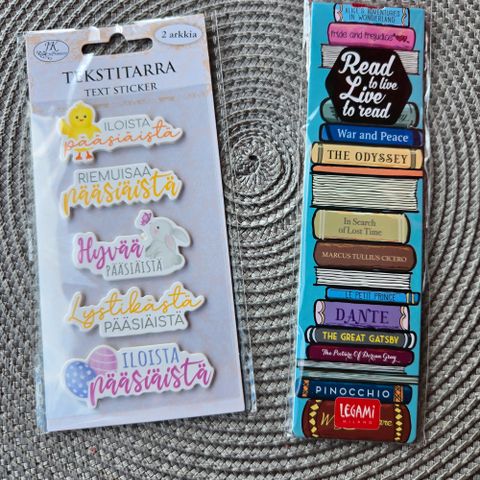 JK
2 arkkia
TEKSTITARRA
TEXT STICKER
ILOISTA
pääsiäistä
RIEMUISAA
pääsiäistä
Hyvää
PÄÄSIÄISTÄ
Lystikästä
PÄÄSIÄISTÄ
ILOISTA
pääsiäistä
ALICE'S ADVENTURES
IN WONDERLAND
Pride and Prejudice
Read
to live
Live
to read
War and Peace
THE ODYSSEY
In Search
of Lost Time
MARCUS TULLIUS CICERO
LE PETIT PRINCE
DANTE
THE GREAT GATSBY
The Picture Of Dorian Gray
PINOCCHIO
LEGAMI
MILANO